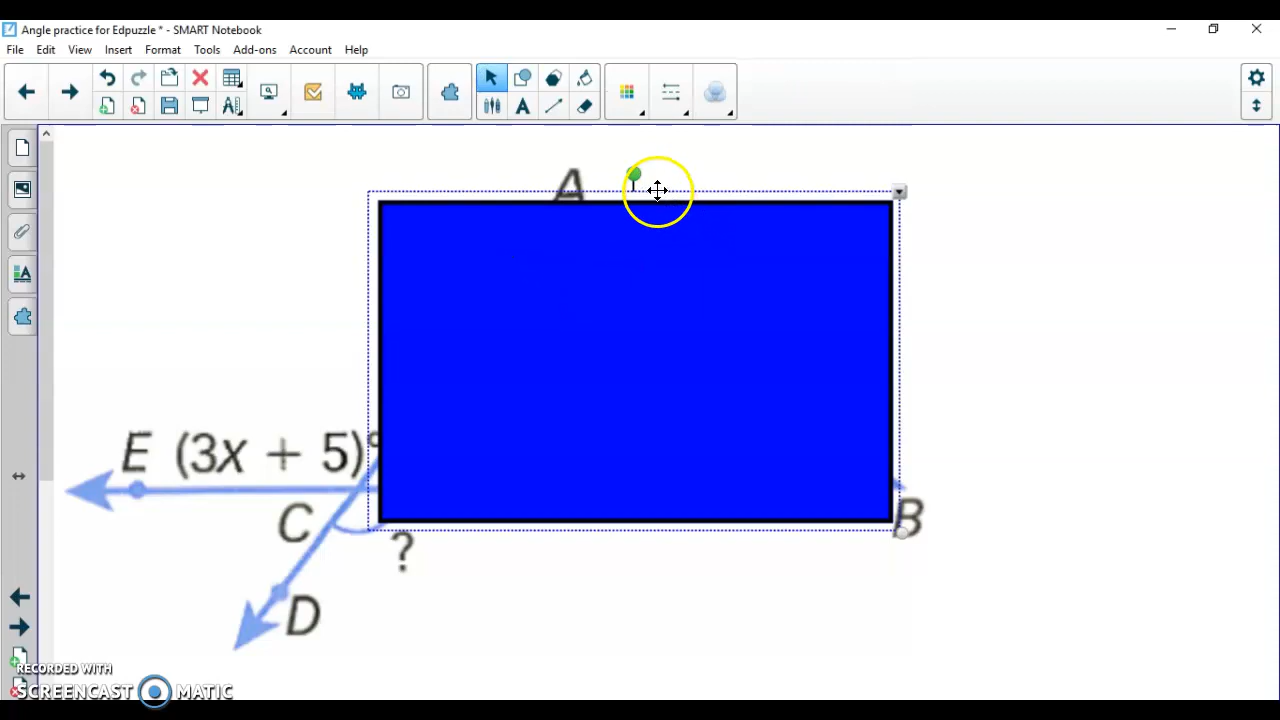 Angle practice for Edpuzzle * - SMART Notebook
File Edit View Insert Format Tools Add-ons Account Help
A
E (3x + 5)°
C
B
?
D
RECORDED WITH
SCREENCAST MATIC